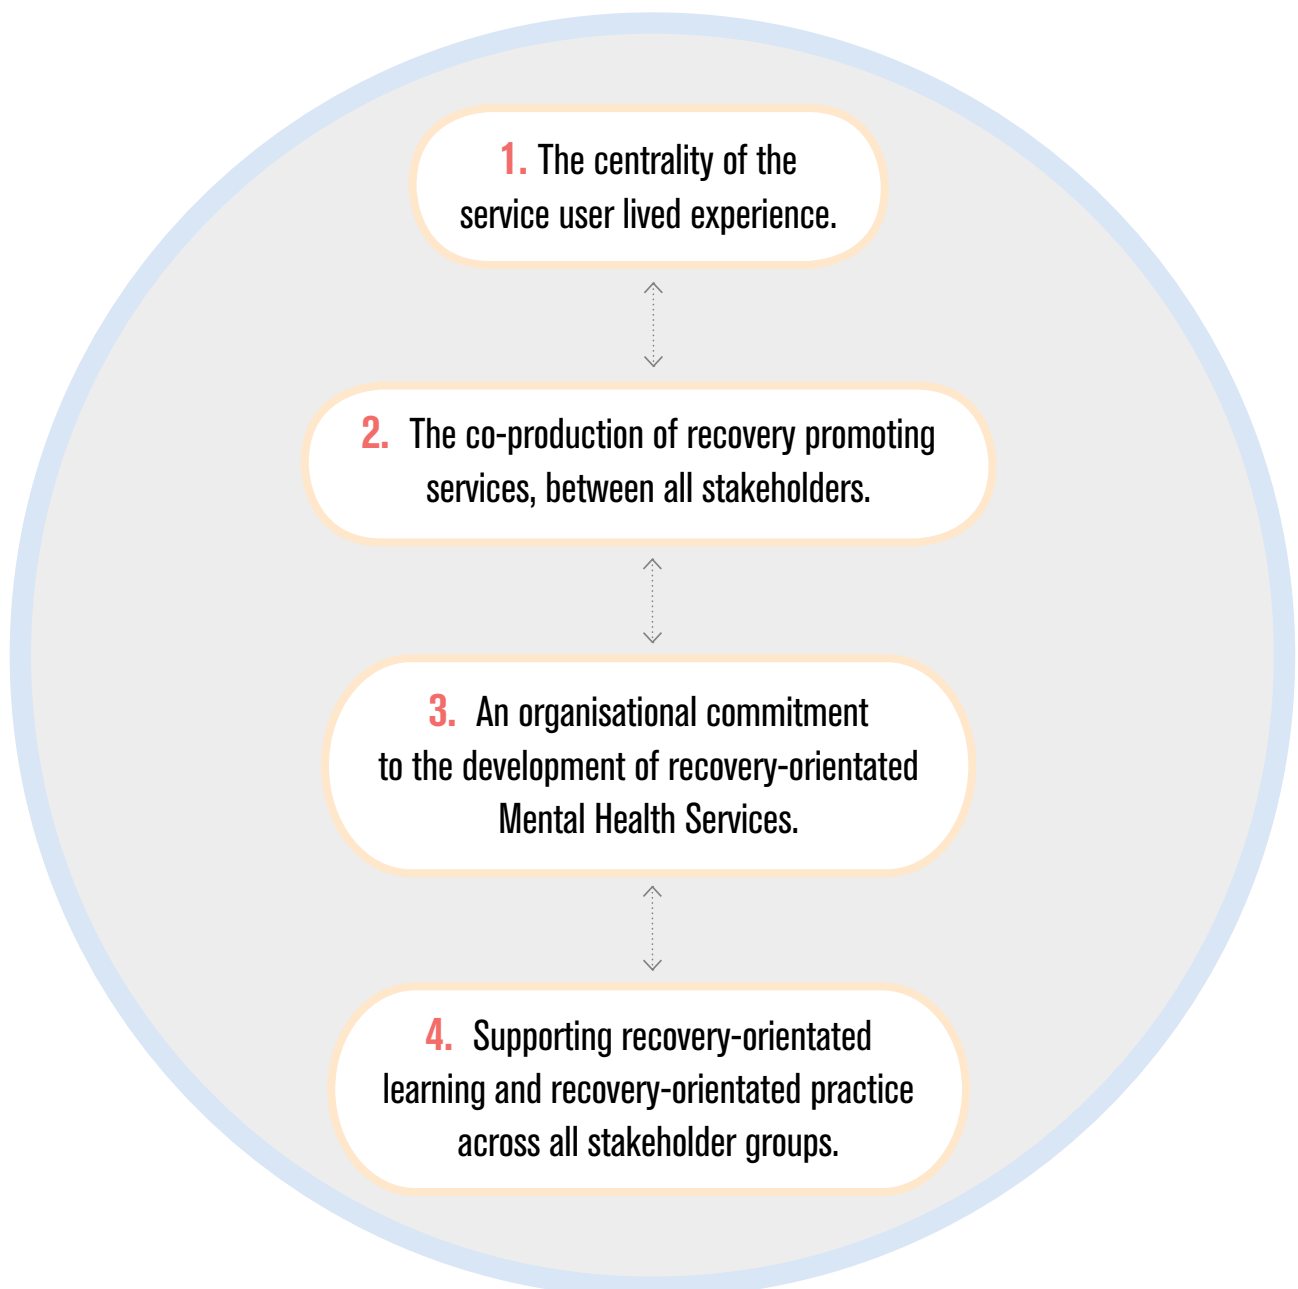 1. The centrality of the
service user lived experience.
2. The co-production of recovery promoting
services, between all stakeholders.
3. An organisational commitment
to the development of recovery-orientated
Mental Health Services.
4. Supporting recovery-orientated
learning and recovery-orientated practice
across all stakeholder groups.